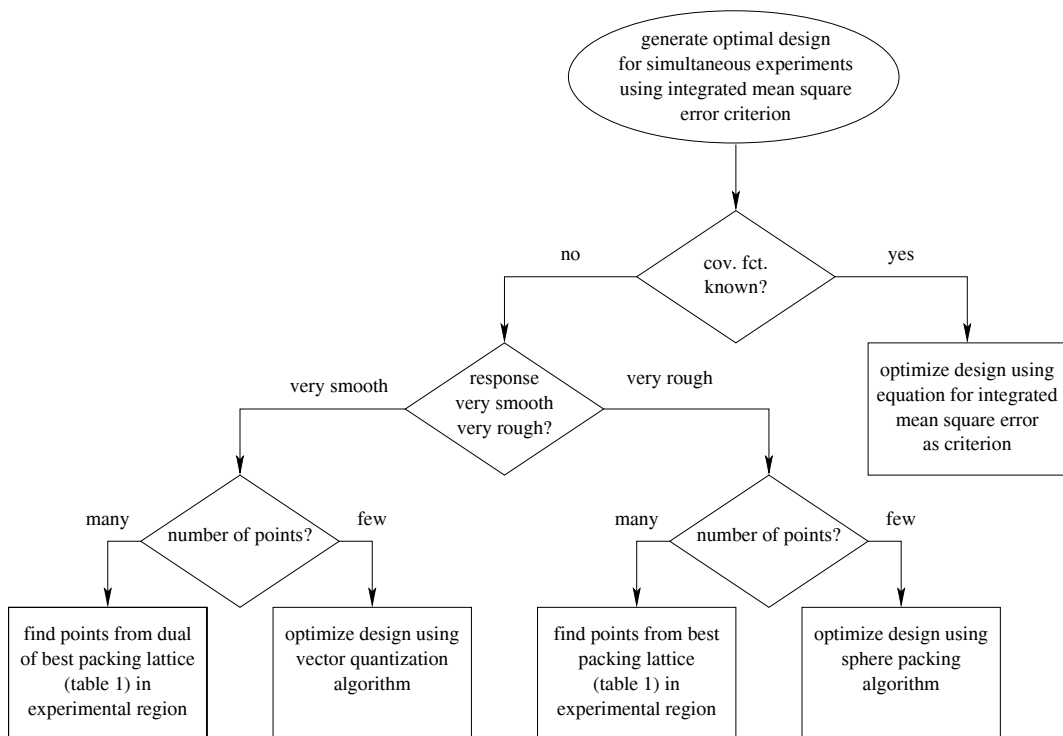 generate optimal design
for simultaneous experiments
using integrated mean square
error criterion
no
cov. fct.
known?
yes
very smooth
response
very smooth
very rough?
very rough
optimize design using
equation for integrated
mean square error
as criterion
many
number of points?
few
many
number of points?
few
find points from dual
of best packing lattice
(table 1) in
experimental region
optimize design using
vector quantization
algorithm
find points from best
packing lattice
(table 1) in
experimental region
optimize design using
sphere packing
algorithm